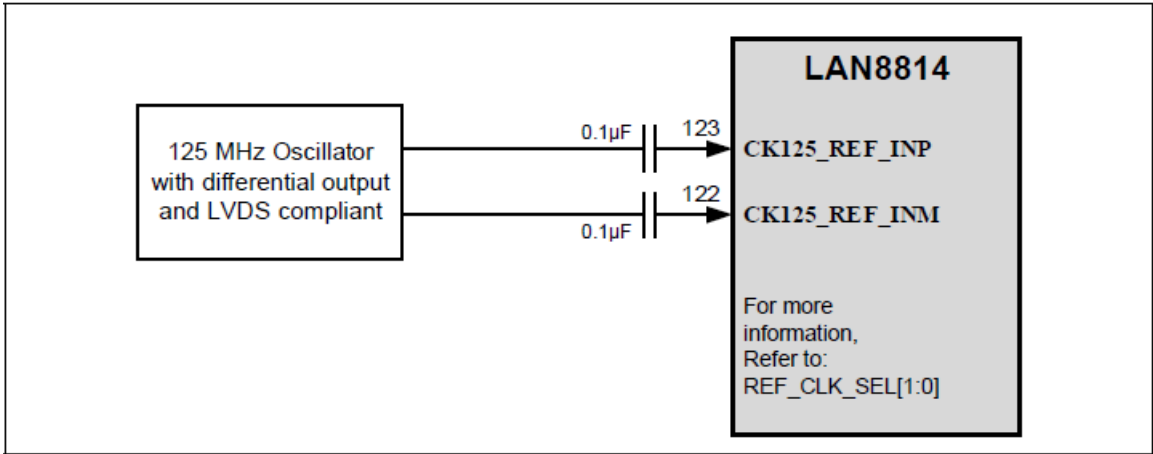 LAN8814
125 MHz Oscillator
with differential output
and LVDS compliant
0.1µF
123
CK125_REF_INP
0.1µF
122
CK125_REF_INM
For more
information,
Refer to:
REF_CLK_SEL[1:0]